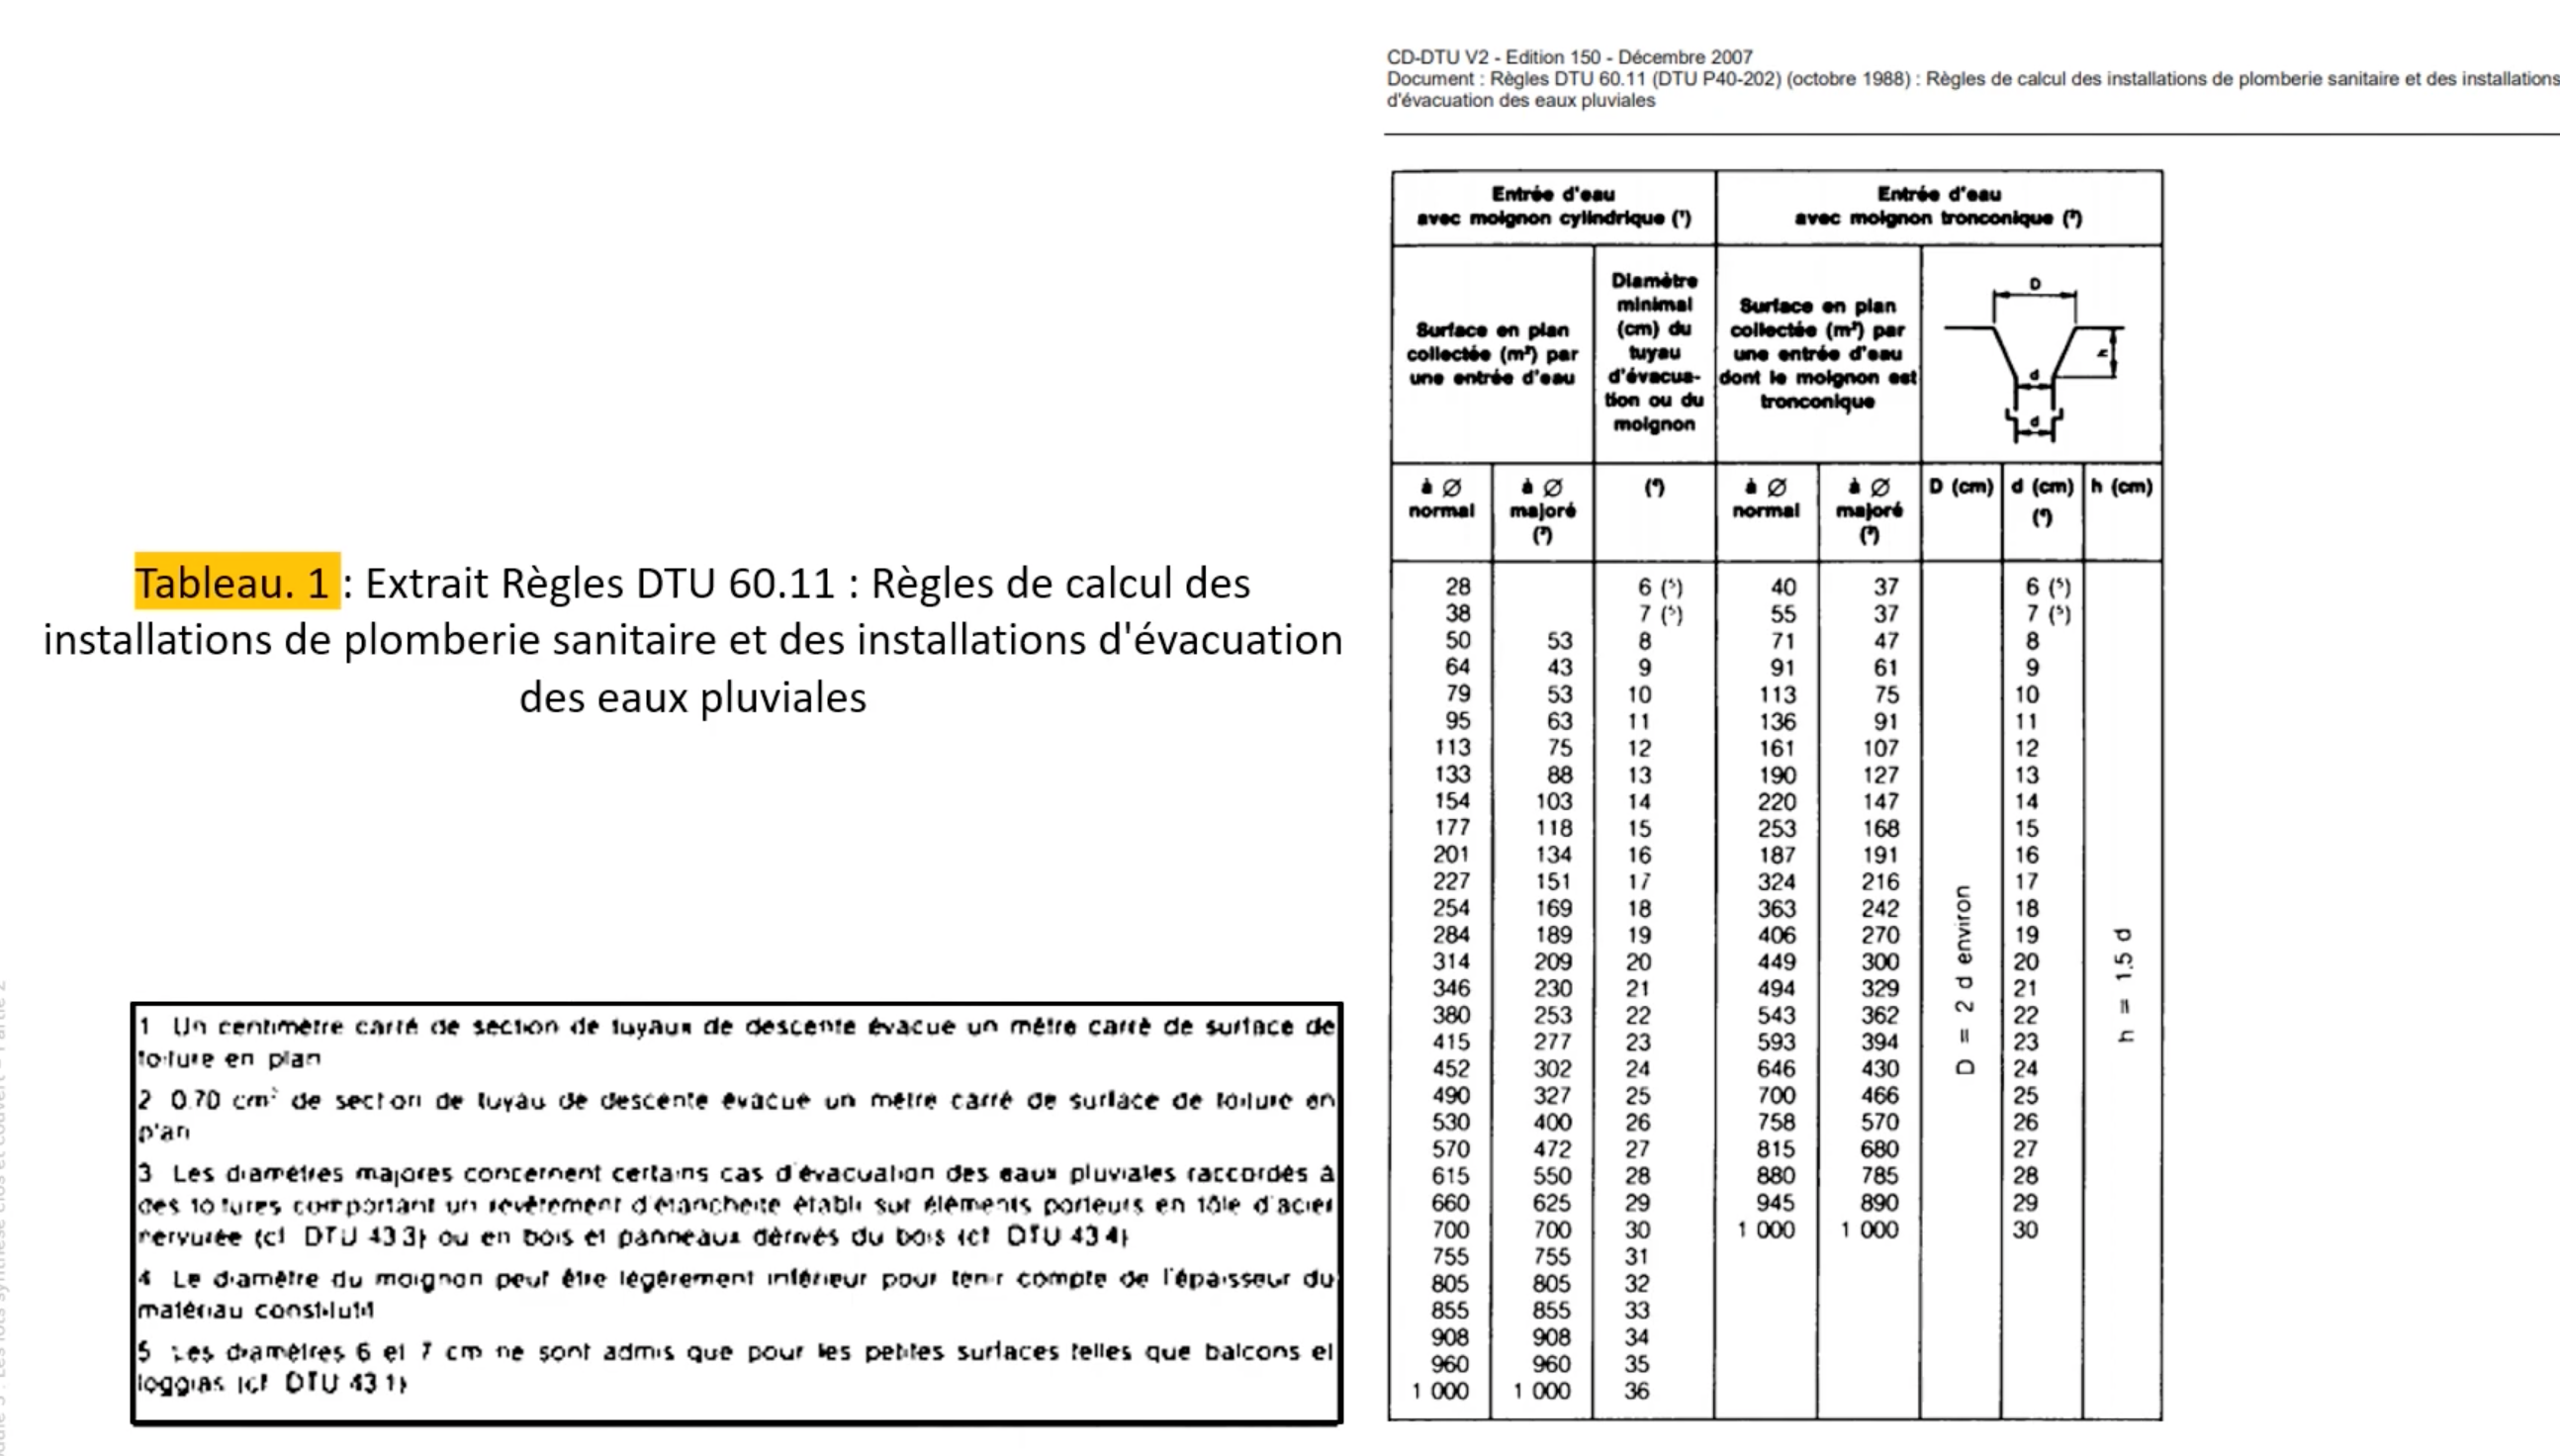 CD-DTU V2 - Edition 150 - Décembre 2007
Document : Règles DTU 60.11 (DTU P40-202) (octobre 1988) : Règles de calcul des installations de plomberie sanitaire et des installations
d'évacuation des eaux pluviales
Tableau. 1 : Extrait Règles DTU 60.11 : Règles de calcul des
installations de plomberie sanitaire et des installations d'évacuation
des eaux pluviales
1 Un centimètre carré de section de tuyaux de descente évacue un mètre carré de surface de
toiture en plan
2 0.70 cm² de section de tuyau de descente évacue un mètre carré de surface de toiture en
plan
3 Les diamètres majorés concernent certains cas d'évacuation des eaux pluviales raccordés à
des toitures comportant un revêtement d'étanchéité établi sur éléments porteurs en tôle d'acier
nervurée (cf DTU 43 3) ou en bois et panneaux dérivés du bois (cf DTU 43 4)
4 Le diamètre du moignon peut être légèrement inférieur pour tenir compte de l'épaisseur du
matériau constitutif
5 Les diamètres 6 et 7 cm ne sont admis que pour les petites surfaces telles que balcons et
loggias (cf DTU 43 1)
Entrée d'eau
avec moignon cylindrique (¹)
Entrée d'eau
avec moignon tronconique (²)
Surface en plan
collectée (m²) par
une entrée d'eau
Diamètre
minimal
(cm) du
tuyau
d'évacua-
tion ou du
moignon
Surface en plan
collectée (m²) par
une entrée d'eau
dont le moignon est
tronconique
D
h
d
d
à Ø normal | à Ø majoré (³) | (⁴) | à Ø normal | à Ø majoré (³) | D (cm) | d (cm) (⁴) | h (cm)
28 6 (⁵) 40 37 6 (⁵)
38 7 (⁵) 55 37 7 (⁵)
50 53 8 71 47 8
64 43 9 91 61 9
79 53 10 113 75 10
95 63 11 136 91 11
113 75 12 161 107 12
133 88 13 190 127 13
154 103 14 220 147 14
177 118 15 253 168 15
201 134 16 187 191 16
227 151 17 324 216 17
254 169 18 363 242 18
284 189 19 406 270 19
314 209 20 449 300 20
346 230 21 494 329 21
380 253 22 543 362 22
415 277 23 593 394 23
452 302 24 646 430 24
490 327 25 700 466 25
530 400 26 758 570 26
570 472 27 815 680 27
615 550 28 880 785 28
660 625 29 945 890 29
700 700 30 1 000 1 000 30
755 755 31
805 805 32
855 855 33
908 908 34
960 960 35
1 000 1 000 36
D = 2 d environ
h = 1.5 d